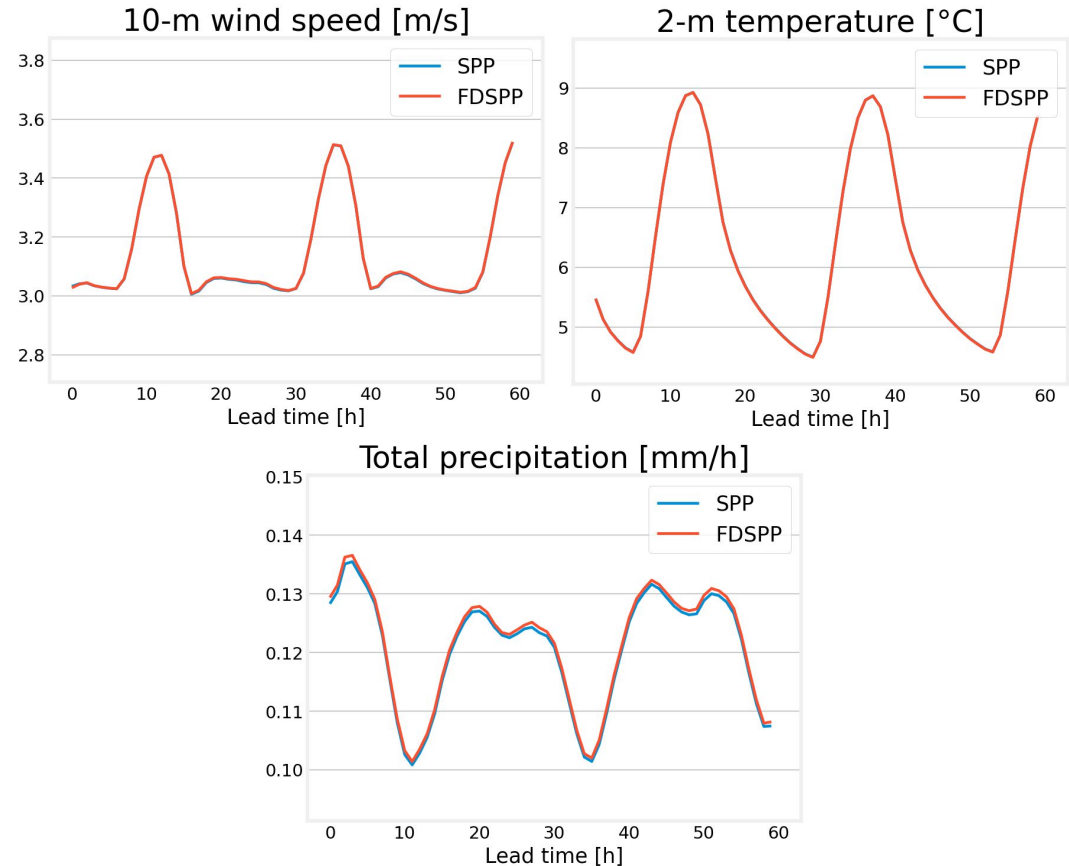 10-m wind speed [m/s]
3.8
3.6
3.4
3.2
3.0
2.8
SPP
FDSPP
0 10 20 30 40 50 60
Lead time [h]
2-m temperature [°C]
9
8
7
6
5
SPP
FDSPP
0 10 20 30 40 50 60
Lead time [h]
Total precipitation [mm/h]
0.15
0.14
0.13
0.12
0.11
0.10
SPP
FDSPP
0 10 20 30 40 50 60
Lead time [h]